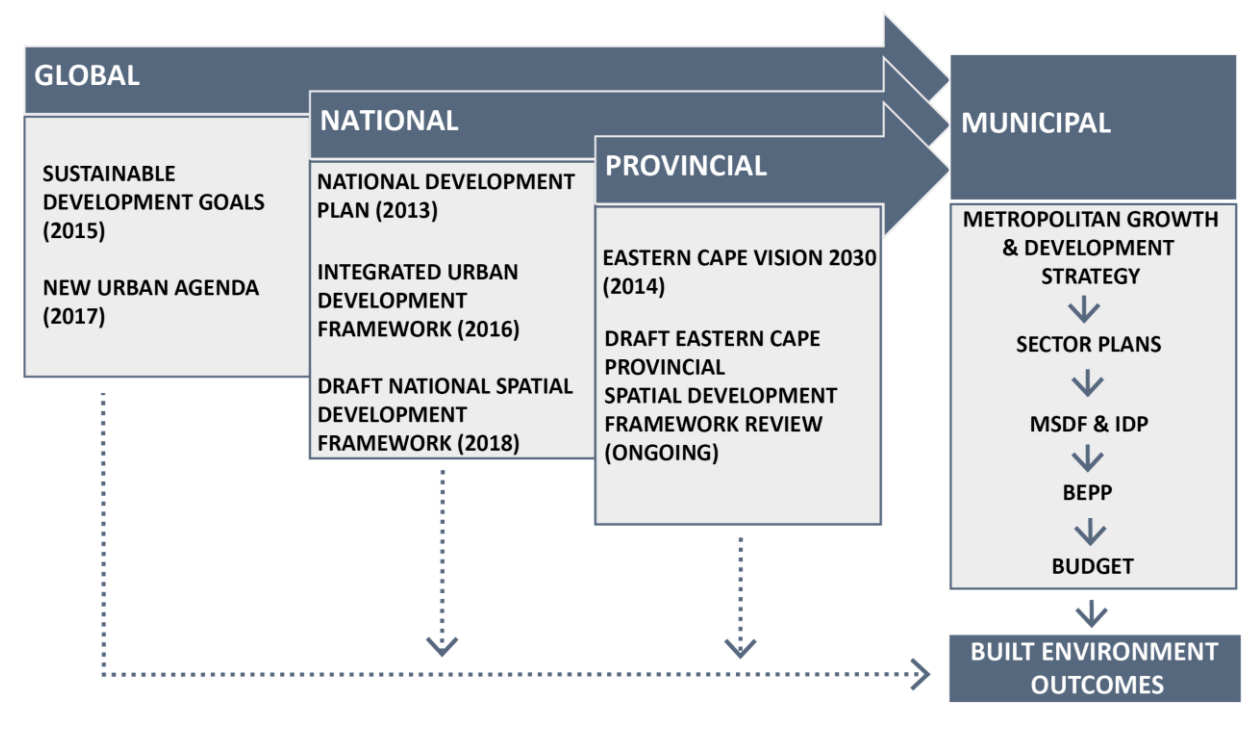 GLOBAL
SUSTAINABLE
DEVELOPMENT GOALS
(2015)
NEW URBAN AGENDA
(2017)
NATIONAL
NATIONAL DEVELOPMENT
PLAN (2013)
INTEGRATED URBAN
DEVELOPMENT
FRAMEWORK (2016)
DRAFT NATIONAL SPATIAL
DEVELOPMENT
FRAMEWORK (2018)
PROVINCIAL
EASTERN CAPE VISION 2030
(2014)
DRAFT EASTERN CAPE
PROVINCIAL
SPATIAL DEVELOPMENT
FRAMEWORK REVIEW
(ONGOING)
MUNICIPAL
METROPOLITAN GROWTH
& DEVELOPMENT
STRATEGY
SECTOR PLANS
MSDF & IDP
BEPP
BUDGET
BUILT ENVIRONMENT
OUTCOMES